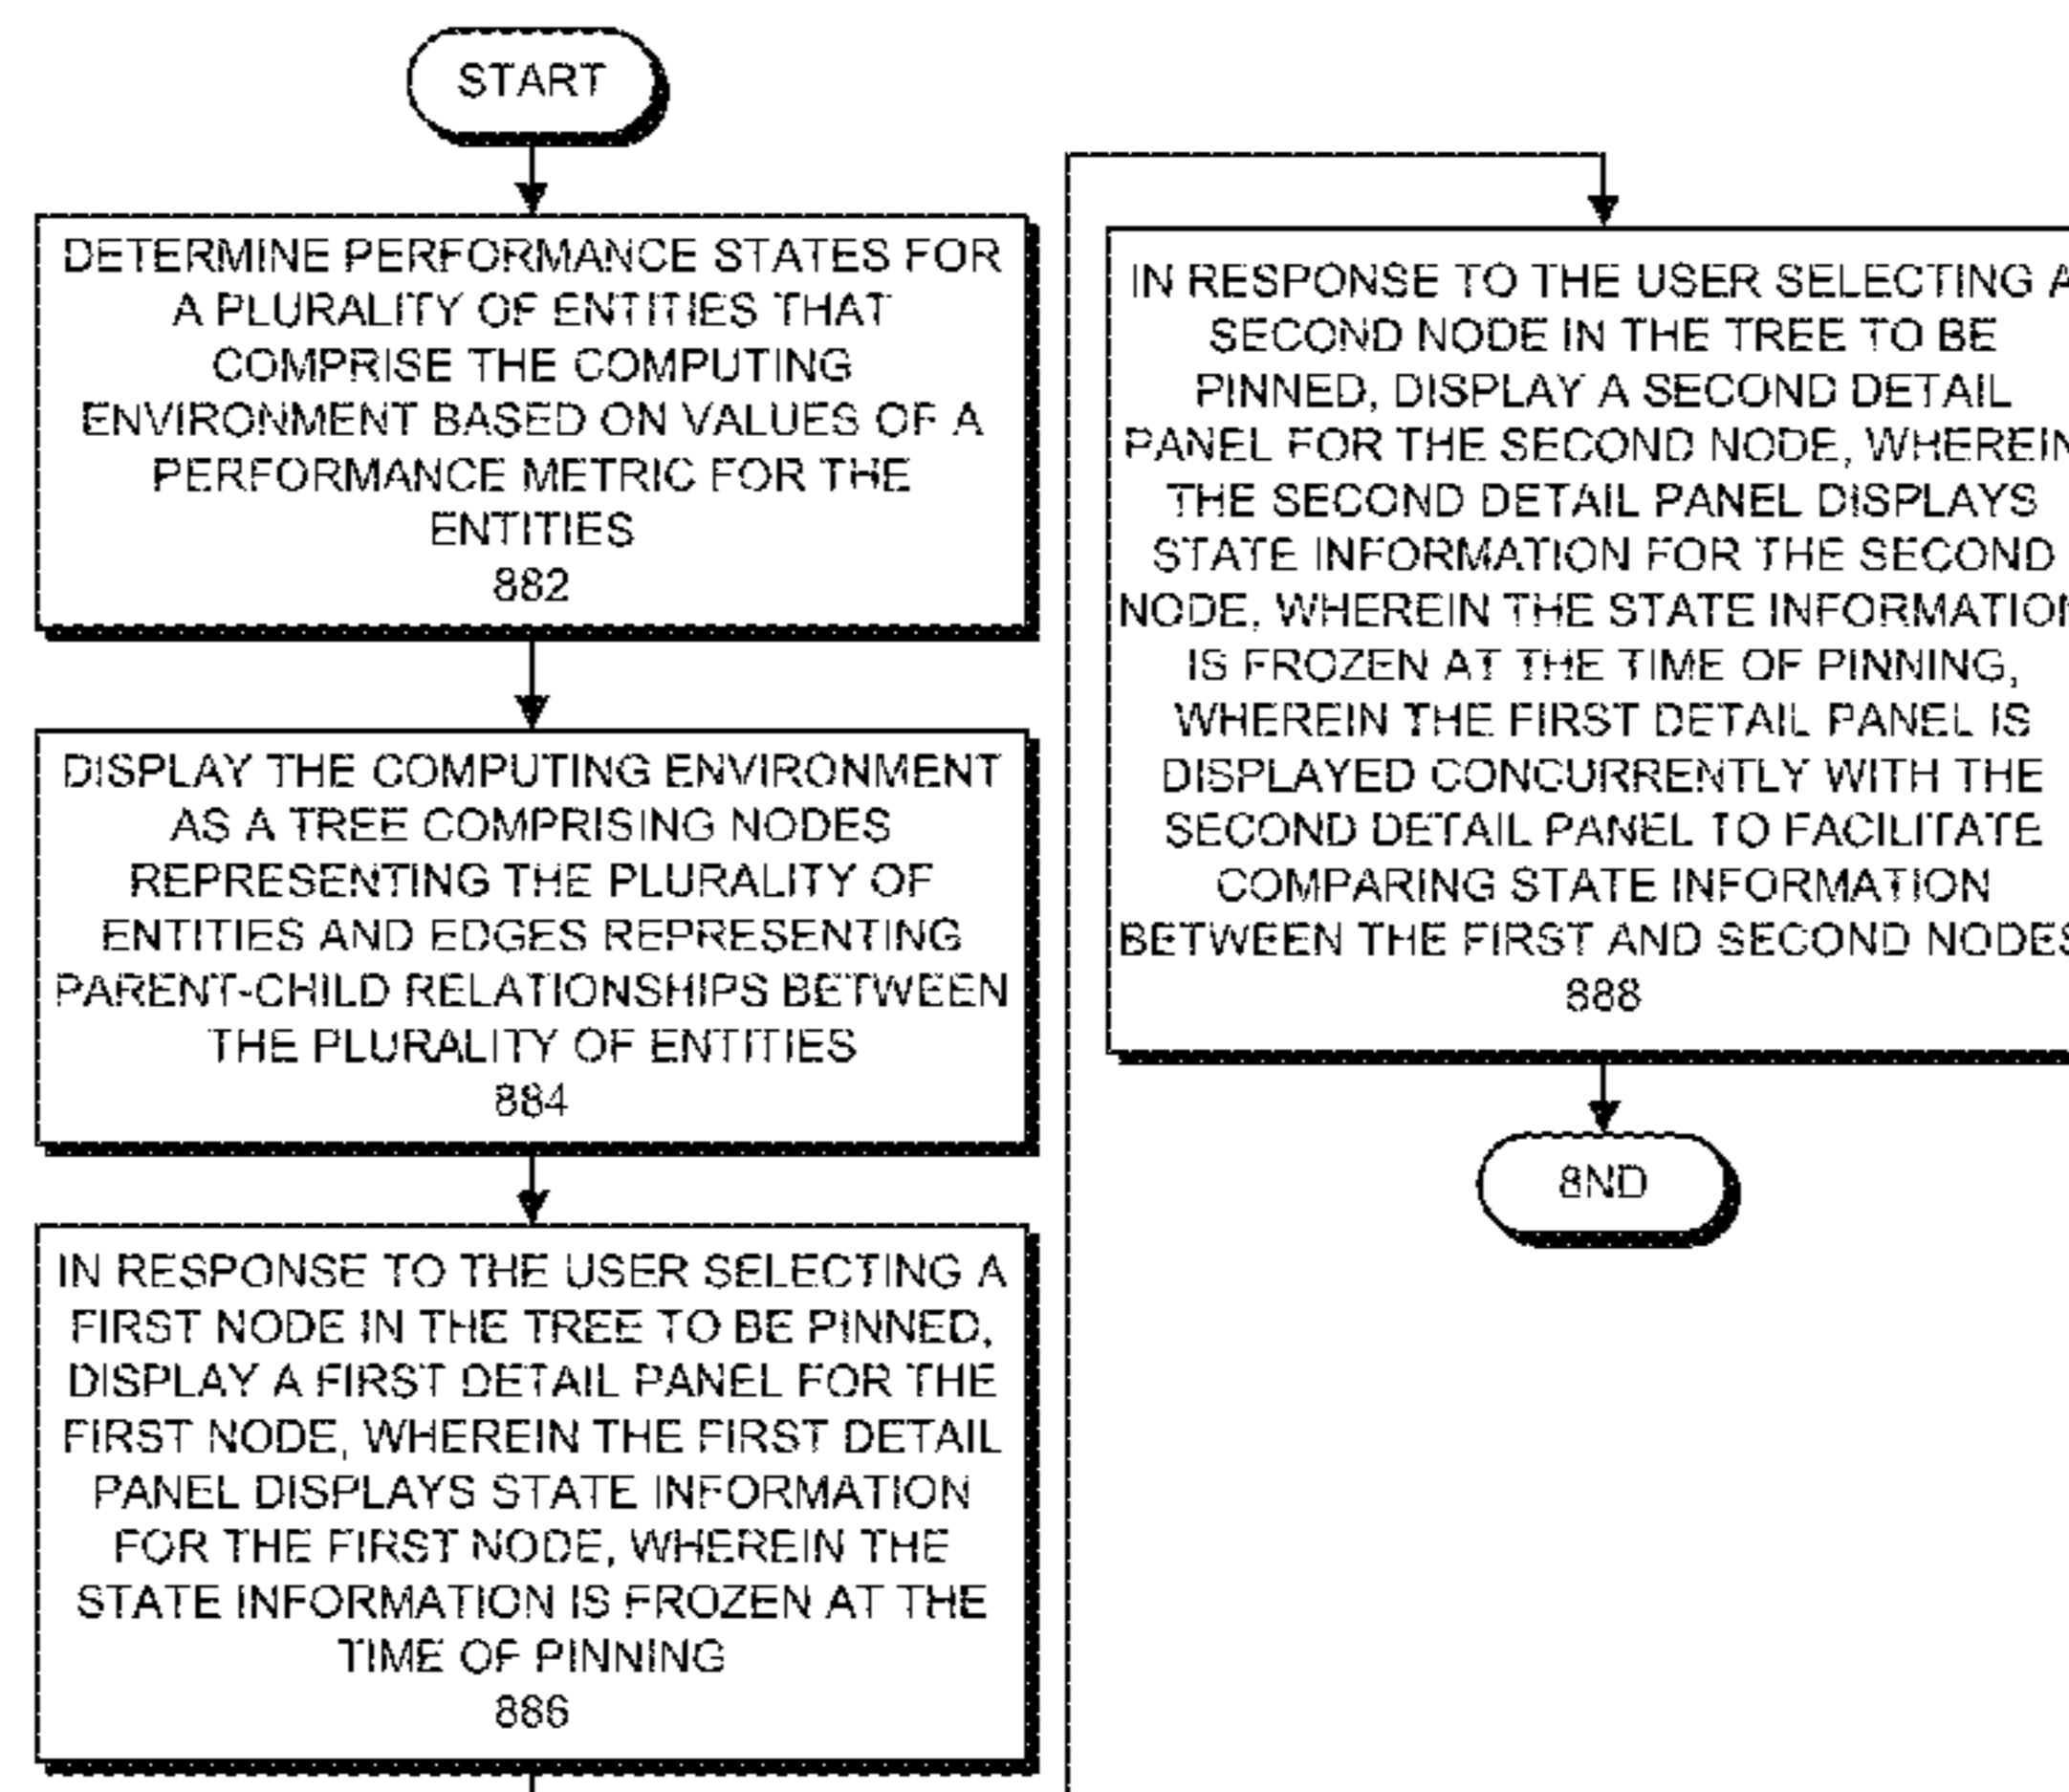 START
DETERMINE PERFORMANCE STATES FOR
A PLURALITY OF ENTITIES THAT
COMPRISE THE COMPUTING
ENVIRONMENT BASED ON VALUES OF A
PERFORMANCE METRIC FOR THE
ENTITIES
882
DISPLAY THE COMPUTING ENVIRONMENT
AS A TREE COMPRISING NODES
REPRESENTING THE PLURALITY OF
ENTITIES AND EDGES REPRESENTING
PARENT-CHILD RELATIONSHIPS BETWEEN
THE PLURALITY OF ENTITIES
884
IN RESPONSE TO THE USER SELECTING A
FIRST NODE IN THE TREE TO BE PINNED,
DISPLAY A FIRST DETAIL PANEL FOR THE
FIRST NODE, WHEREIN THE FIRST DETAIL
PANEL DISPLAYS STATE INFORMATION
FOR THE FIRST NODE, WHEREIN THE
STATE INFORMATION IS FROZEN AT THE
TIME OF PINNING
886
IN RESPONSE TO THE USER SELECTING A
SECOND NODE IN THE TREE TO BE
PINNED, DISPLAY A SECOND DETAIL
PANEL FOR THE SECOND NODE, WHEREIN
THE SECOND DETAIL PANEL DISPLAYS
STATE INFORMATION FOR THE SECOND
NODE, WHEREIN THE STATE INFORMATION
IS FROZEN AT THE TIME OF PINNING,
WHEREIN THE FIRST DETAIL PANEL IS
DISPLAYED CONCURRENTLY WITH THE
SECOND DETAIL PANEL TO FACILITATE
COMPARING STATE INFORMATION
BETWEEN THE FIRST AND SECOND NODES
888
8ND